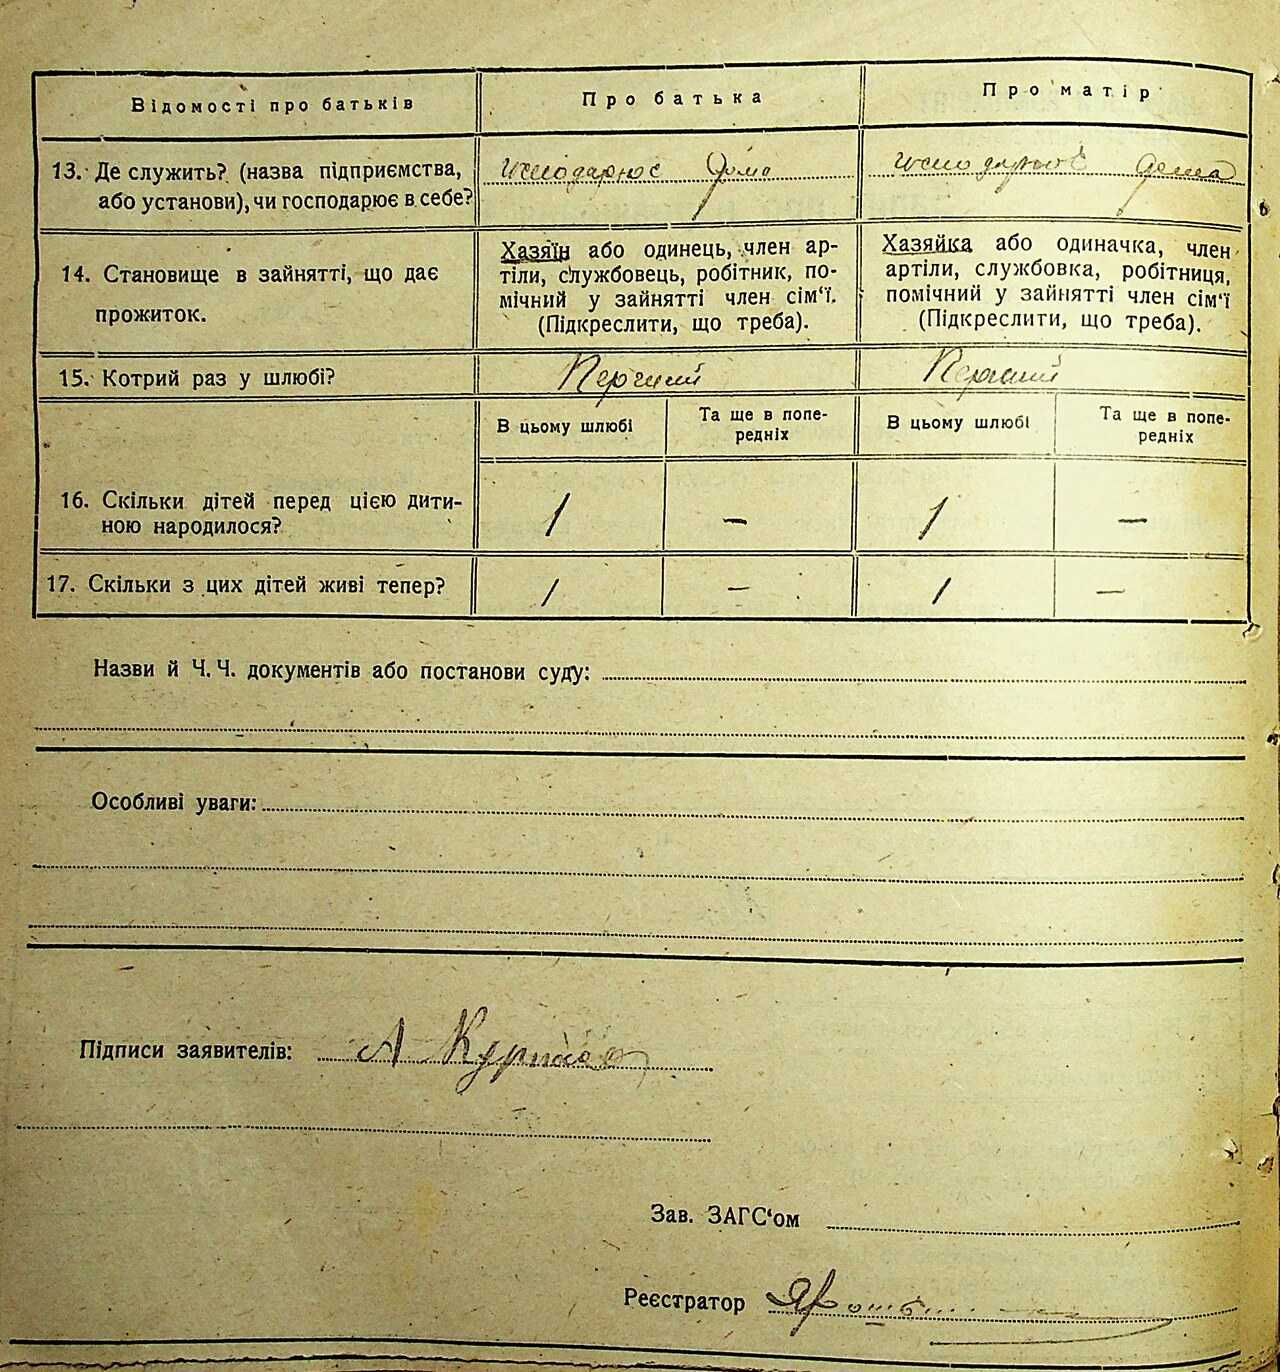 Відомості про батьків
Про батька
Про матір
13. Де служить? (назва підприємства,
або установи), чи господарює в себе?
дома
дома
14. Становище в зайнятті, що дає
прожиток.
Хазяїн або одинець, член ар-
тіли, службовець, робітник, по-
мічний у зайнятті член сім‘ї.
(Підкреслити, що треба).
Хазяйка або одиначка, член
артіли, службовка, робітниця,
помічний у зайнятті член сім‘ї
(Підкреслити, що треба).
15. Котрий раз у шлюбі?
Перший
Перший
В цьому шлюбі
Та ще в попе-
редніх
В цьому шлюбі
Та ще в попе-
редніх
16. Скільки дітей перед цією дити-
ною народилося?
1
—
1
—
17. Скільки з цих дітей живі тепер?
1
—
1
—
Назви й Ч. Ч. документів або постанови суду:
Особливі уваги:
Підписи заявителів: А
Зав. ЗАГС‘ом
Реєстратор